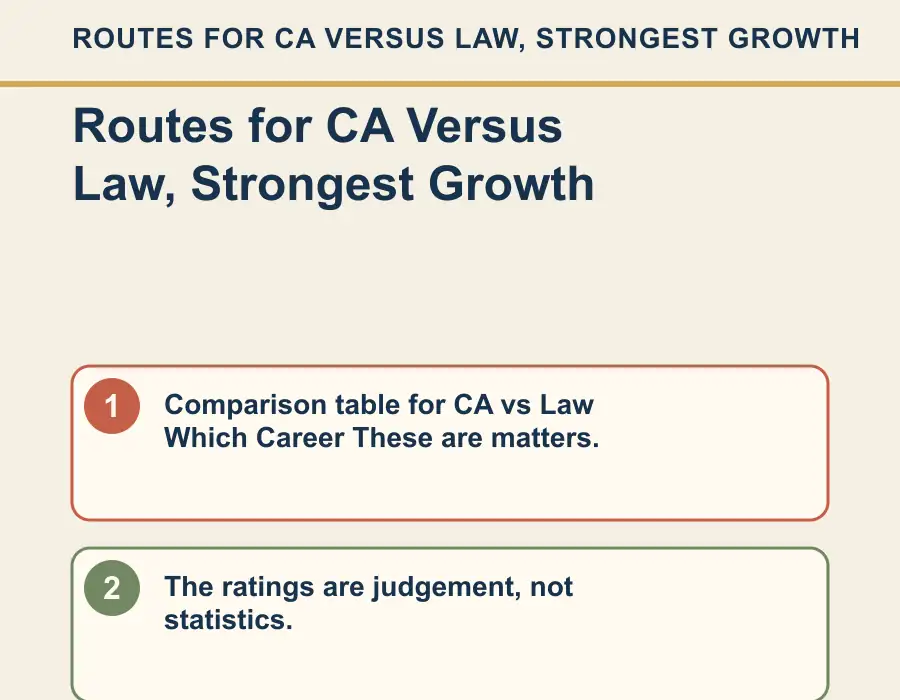 ROUTES FOR CA VERSUS LAW, STRONGEST GROWTH
Routes for CA Versus
Law, Strongest Growth
1
Comparison table for CA vs Law
Which Career These are matters.
2
The ratings are judgement, not
statistics.